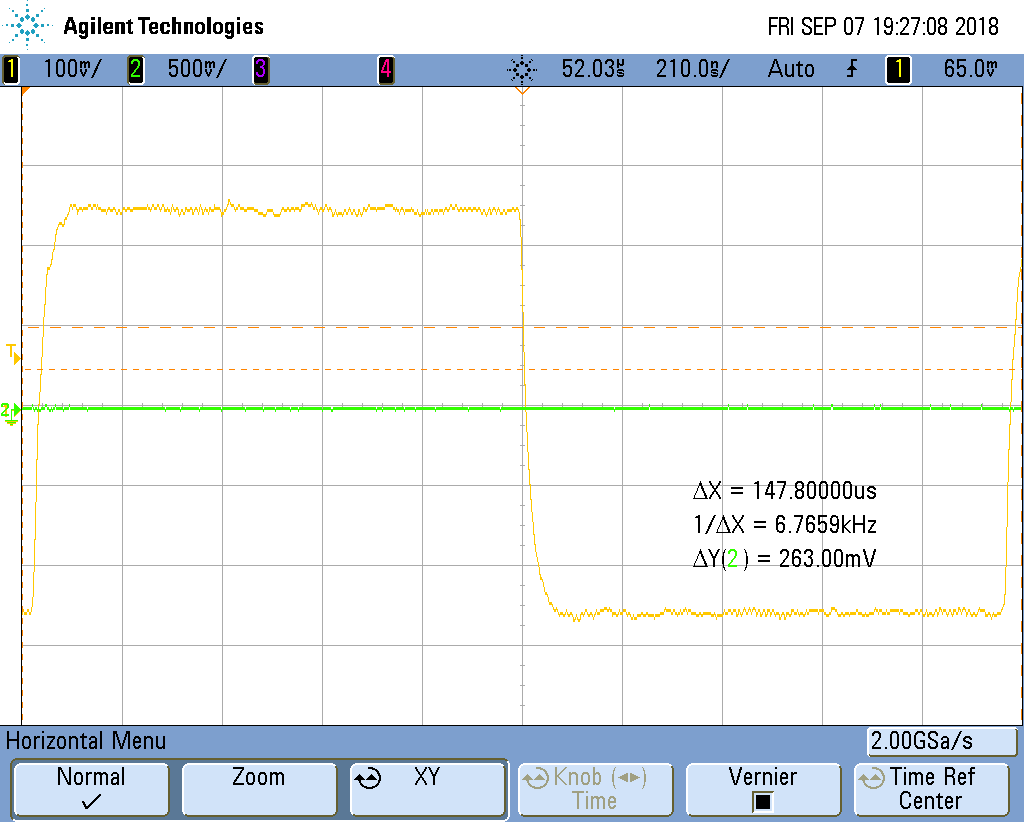 Agilent Technologies FRI SEP 07 19:27:08 2018
1 100mV/ 2 500mV/ 3 4 52.03us 210.0ns/ Auto 1 65.0mV
T
2
ΔX = 147.80000us
1/ΔX = 6.7659kHz
ΔY(2) = 263.00mV
Horizontal Menu 2.00GSa/s
Normal Zoom XY Knob (◄►) Time Vernier Time Ref Center